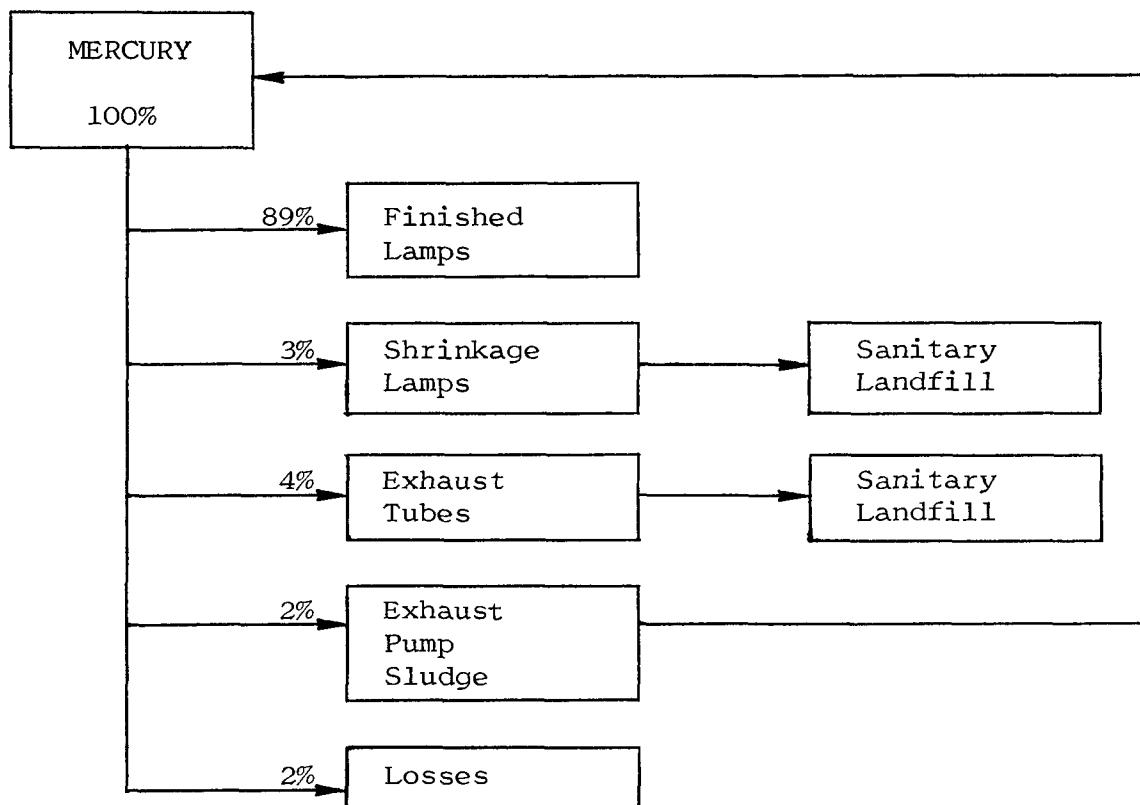 MERCURY
100%
89%
Finished
Lamps
3%
Shrinkage
Lamps
Sanitary
Landfill
4%
Exhaust
Tubes
Sanitary
Landfill
2%
Exhaust
Pump
Sludge
2%
Losses